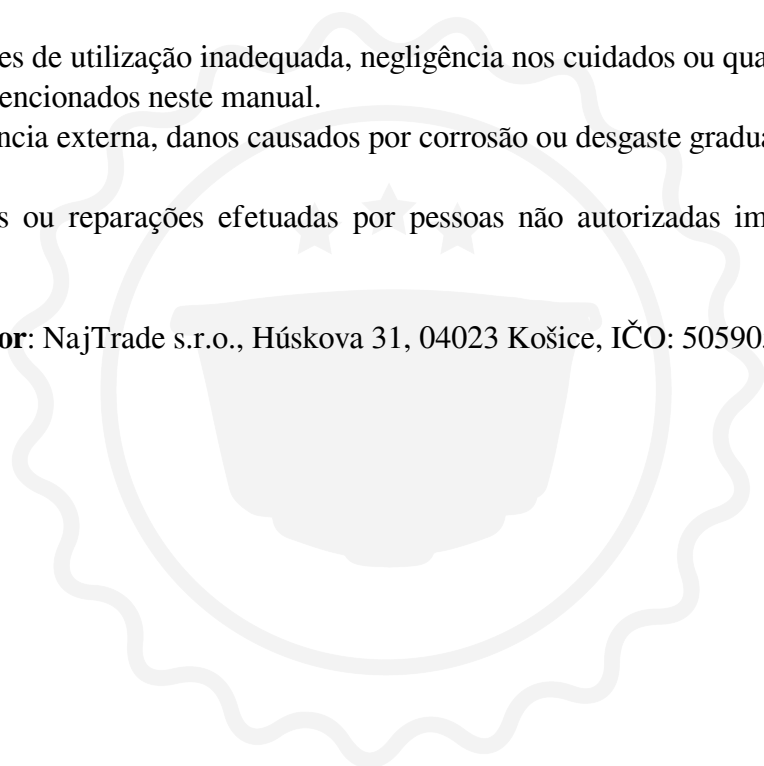 es de utilização inadequada, negligência nos cuidados ou qua
encionados neste manual.
ncia externa, danos causados por corrosão ou desgaste gradua
s ou reparações efetuadas por pessoas não autorizadas im
or: NajTrade s.r.o., Húskova 31, 04023 Košice, IČO: 50590